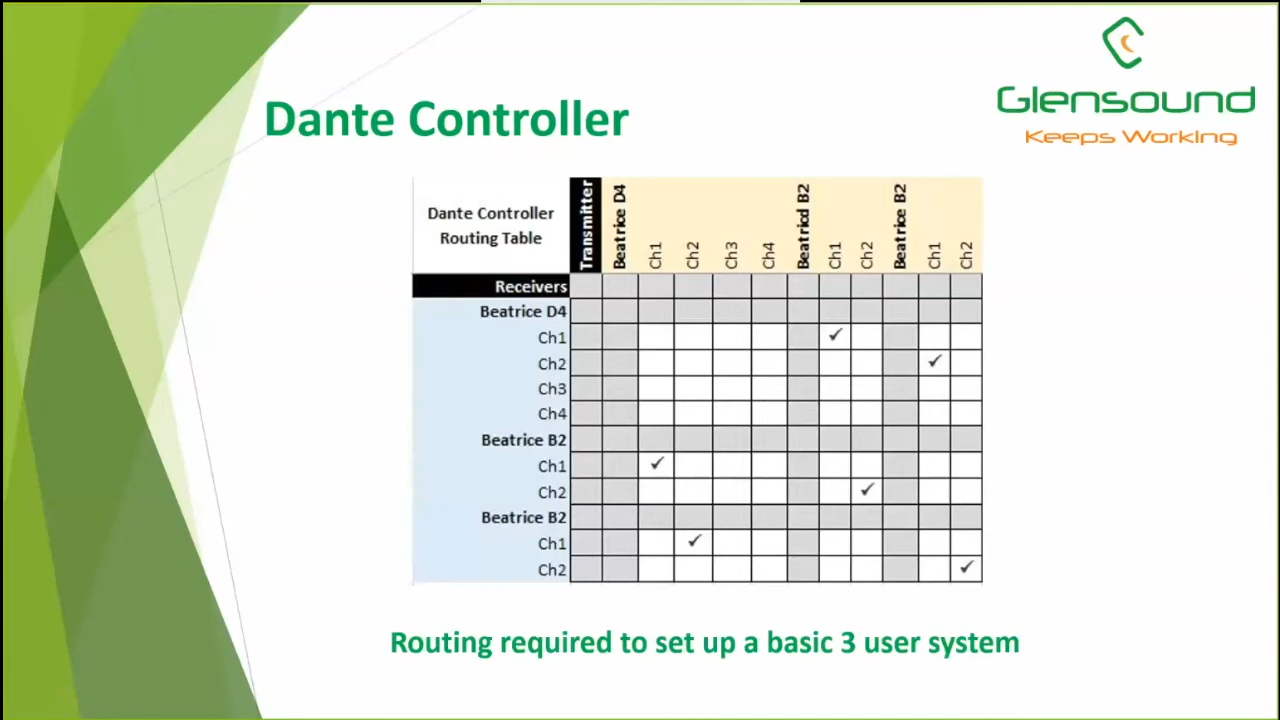 Glensound
Keeps Working
Dante Controller
Dante Controller
Routing Table
Transmitter
Beatrice D4
Ch1
Ch2
Ch3
Ch4
Beatricd B2
Ch1
Ch2
Beatrice B2
Ch1
Ch2
Receivers
Beatrice D4
Ch1
Ch2
Ch3
Ch4
Beatrice B2
Ch1
Ch2
Beatrice B2
Ch1
Ch2
Routing required to set up a basic 3 user system